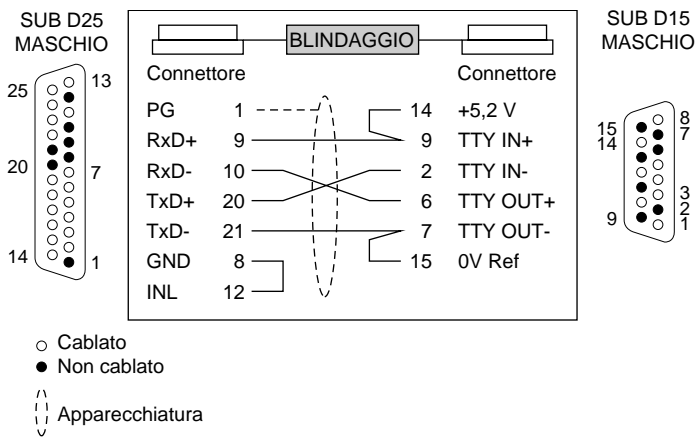 SUB D25
MASCHIO
25
20
14
13
7
1
BLINDAGGIO
Connettore
Connettore
PG 1 14 +5,2 V
RxD+ 9 9 TTY IN+
RxD- 10 2 TTY IN-
TxD+ 20 6 TTY OUT+
TxD- 21 7 TTY OUT-
GND 8 15 0V Ref
INL 12
SUB D15
MASCHIO
15
14
9
8
7
3
2
1
Cablato
Non cablato
Apparecchiatura